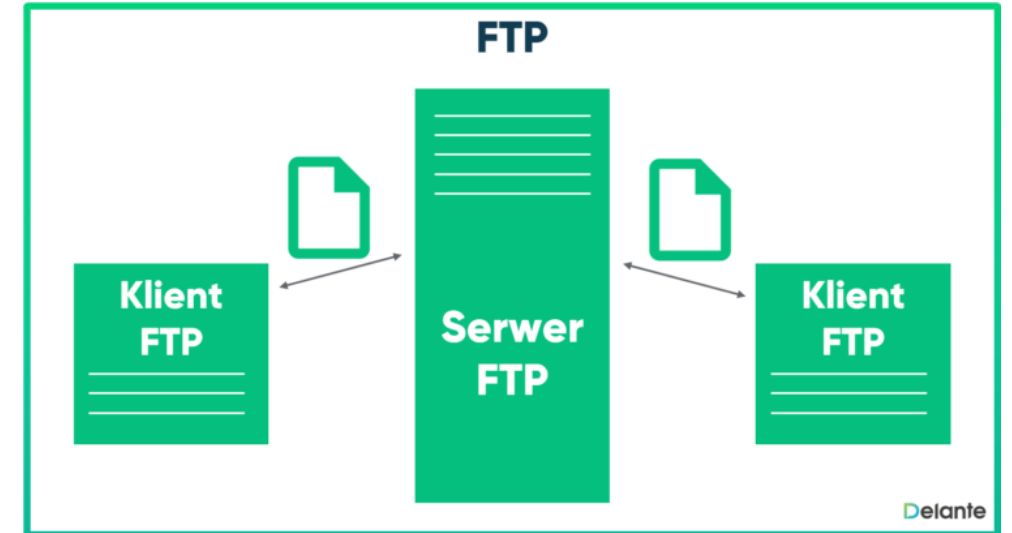 FTP
Klient
FTP
Serwer
FTP
Klient
FTP
Delante